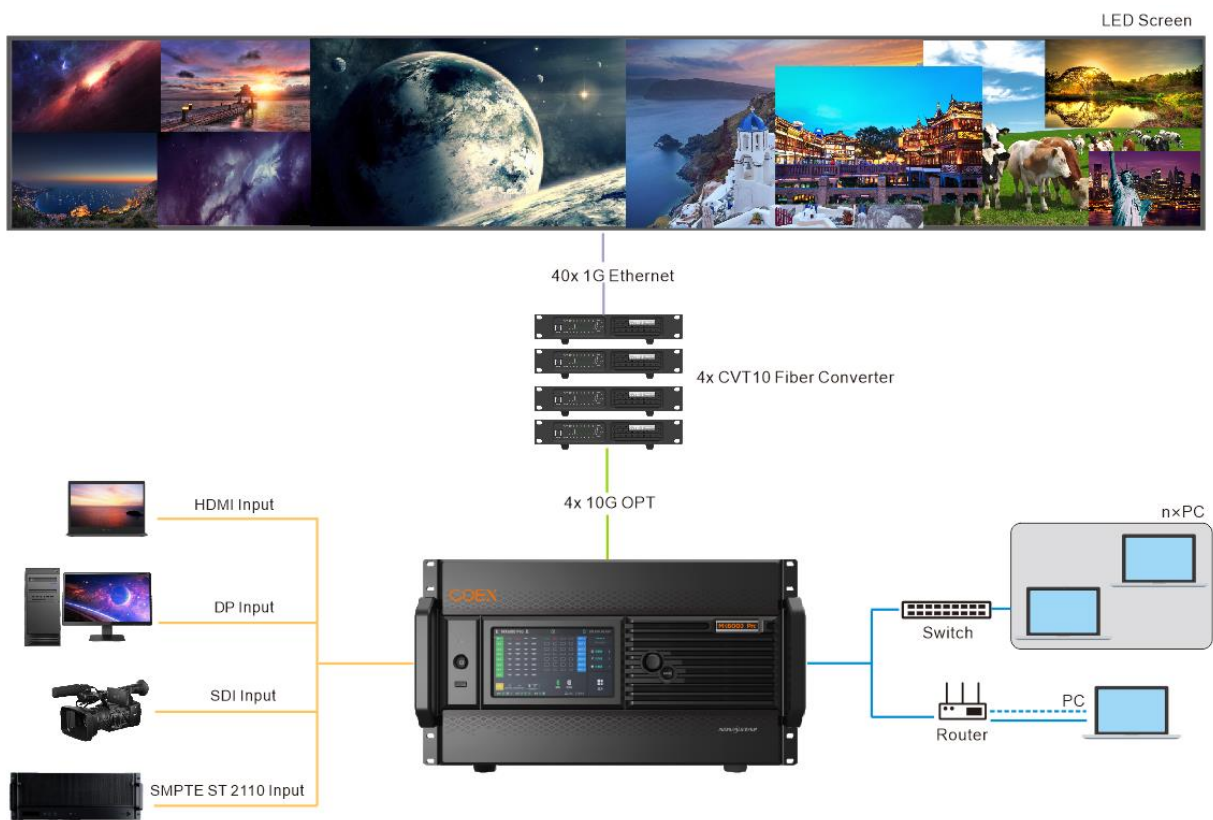 LED Screen
40x 1G Ethernet
4x CVT10 Fiber Converter
4x 10G OPT
HDMI Input
DP Input
SDI Input
SMPTE ST 2110 Input
COEX
MX6000 Pro
n×PC
Switch
PC
Router